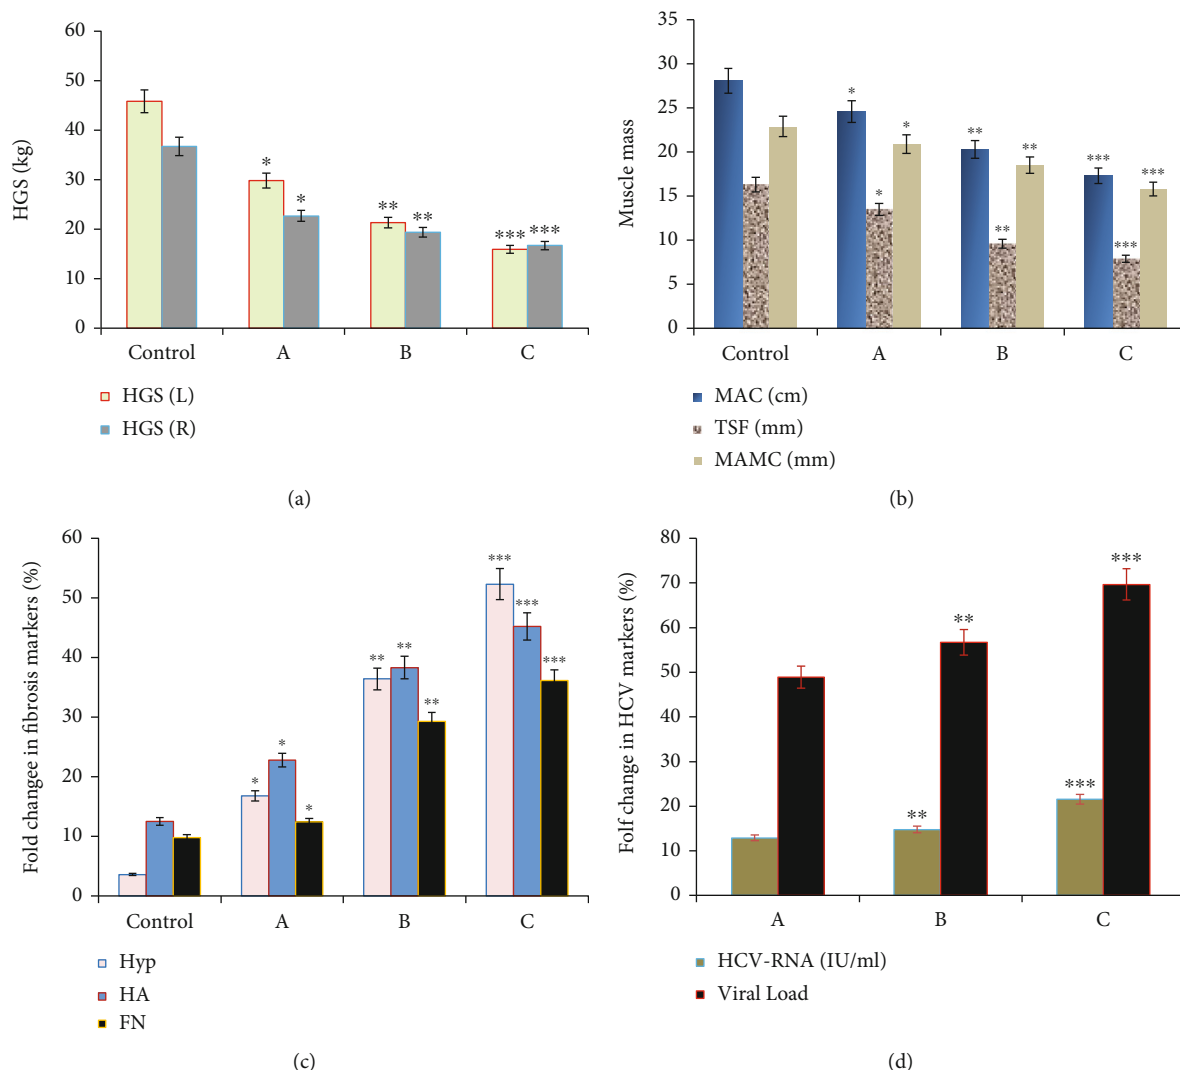 HGS (kg)
60
50
40
30
20
10
0
*
*
**
**
***
***
Control
A
B
C
HGS (L)
HGS (R)
(a)
Muscle mass
35
30
25
20
15
10
5
0
*
*
*
**
**
**
***
***
***
Control
A
B
C
MAC (cm)
TSF (mm)
MAMC (mm)
(b)
Fold changee in fibrosis markers (%)
60
50
40
30
20
10
0
*
*
*
**
**
**
***
***
***
Control
A
B
C
Hyp
HA
FN
(c)
Folf change in HCV markers (%)
80
70
60
50
40
30
20
10
0
**
**
***
***
A
B
C
HCV-RNA (IU/ml)
Viral Load
(d)